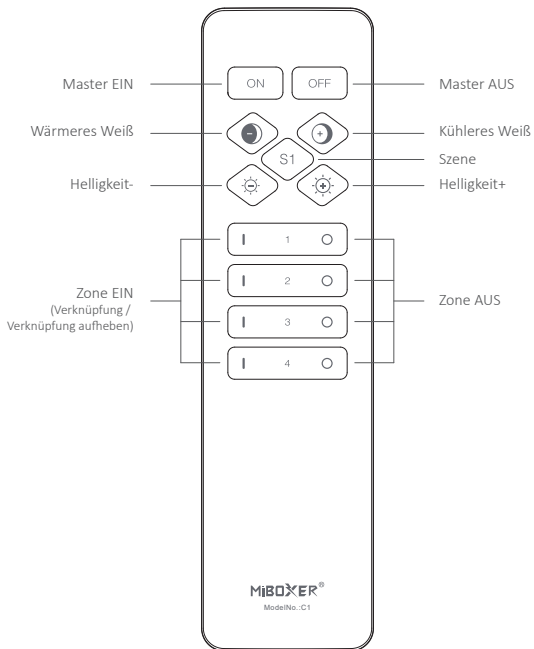 Master EIN
ON
OFF
Master AUS
Wärmeres Weiß
Kühleres Weiß
S1
Szene
Helligkeit-
Helligkeit+
1
2
Zone EIN
(Verknüpfung /
Verknüpfung aufheben)
Zone AUS
3
4
MiBOXER®
ModelNo.:C1